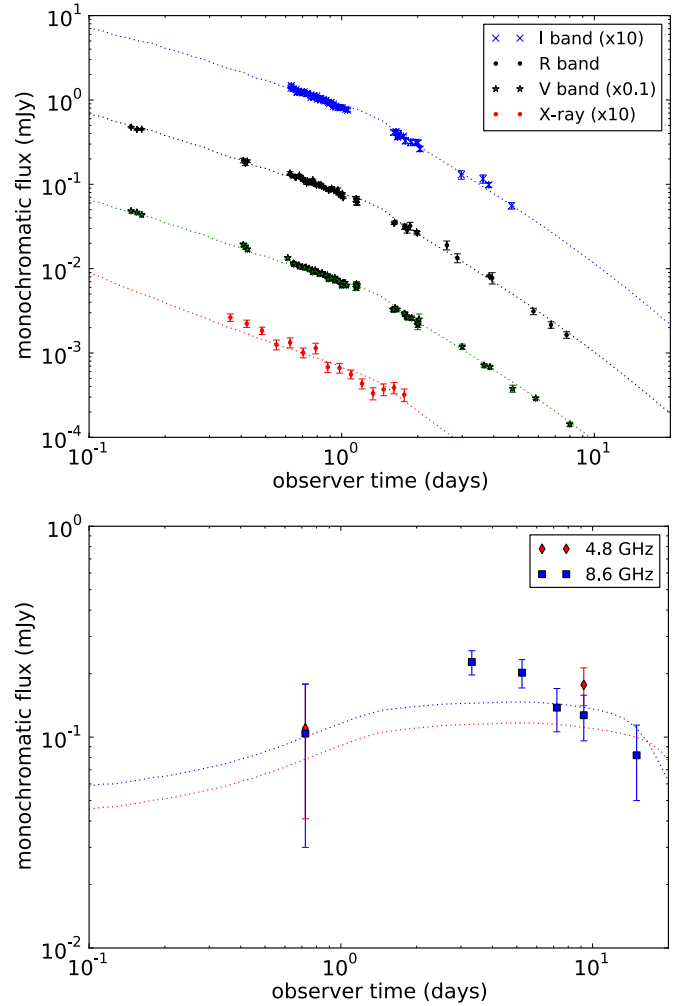 I band (x10)
R band
V band (x0.1)
X-ray (x10)
monochromatic flux (mJy)
10^1
10^0
10^-1
10^-2
10^-3
10^-4
10^-1 10^0 10^1
observer time (days)
4.8 GHz
8.6 GHz
monochromatic flux (mJy)
10^0
10^-1
10^-2
10^-1 10^0 10^1
observer time (days)